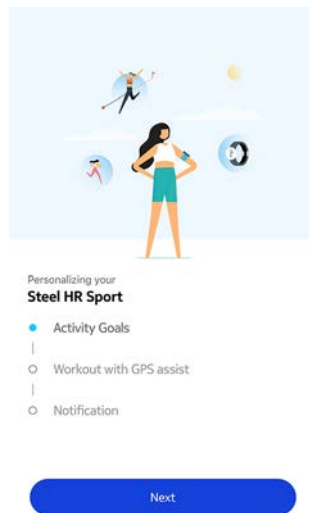 Personalizing your
Steel HR Sport
Activity Goals
Workout with GPS assist
Notification
Next